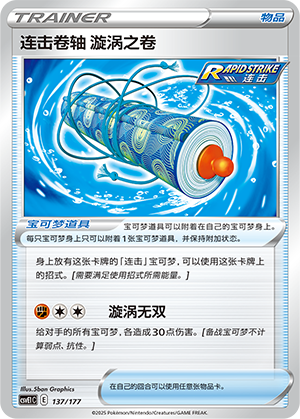 TRAINER 物品
连击卷轴 漩涡之卷
RAPID STRIKE
连击
宝可梦道具 宝可梦道具可以附着在自己的宝可梦身上。
每只宝可梦身上只可以附着1张宝可梦道具，并保持附加状态。
身上放有这张卡牌的「连击」宝可梦，可以使用这张卡牌上
的招式。[需要满足使用招式所需能量。]
漩涡无双
给对手的所有宝可梦，各造成30点伤害。[备战宝可梦不计
算弱点、抗性。]
Illus. 5ban Graphics
CSM1 C E 137/177
在自己的回合可以使用任意张物品卡。
©2025 Pokémon/Nintendo/Creatures/GAME FREAK.